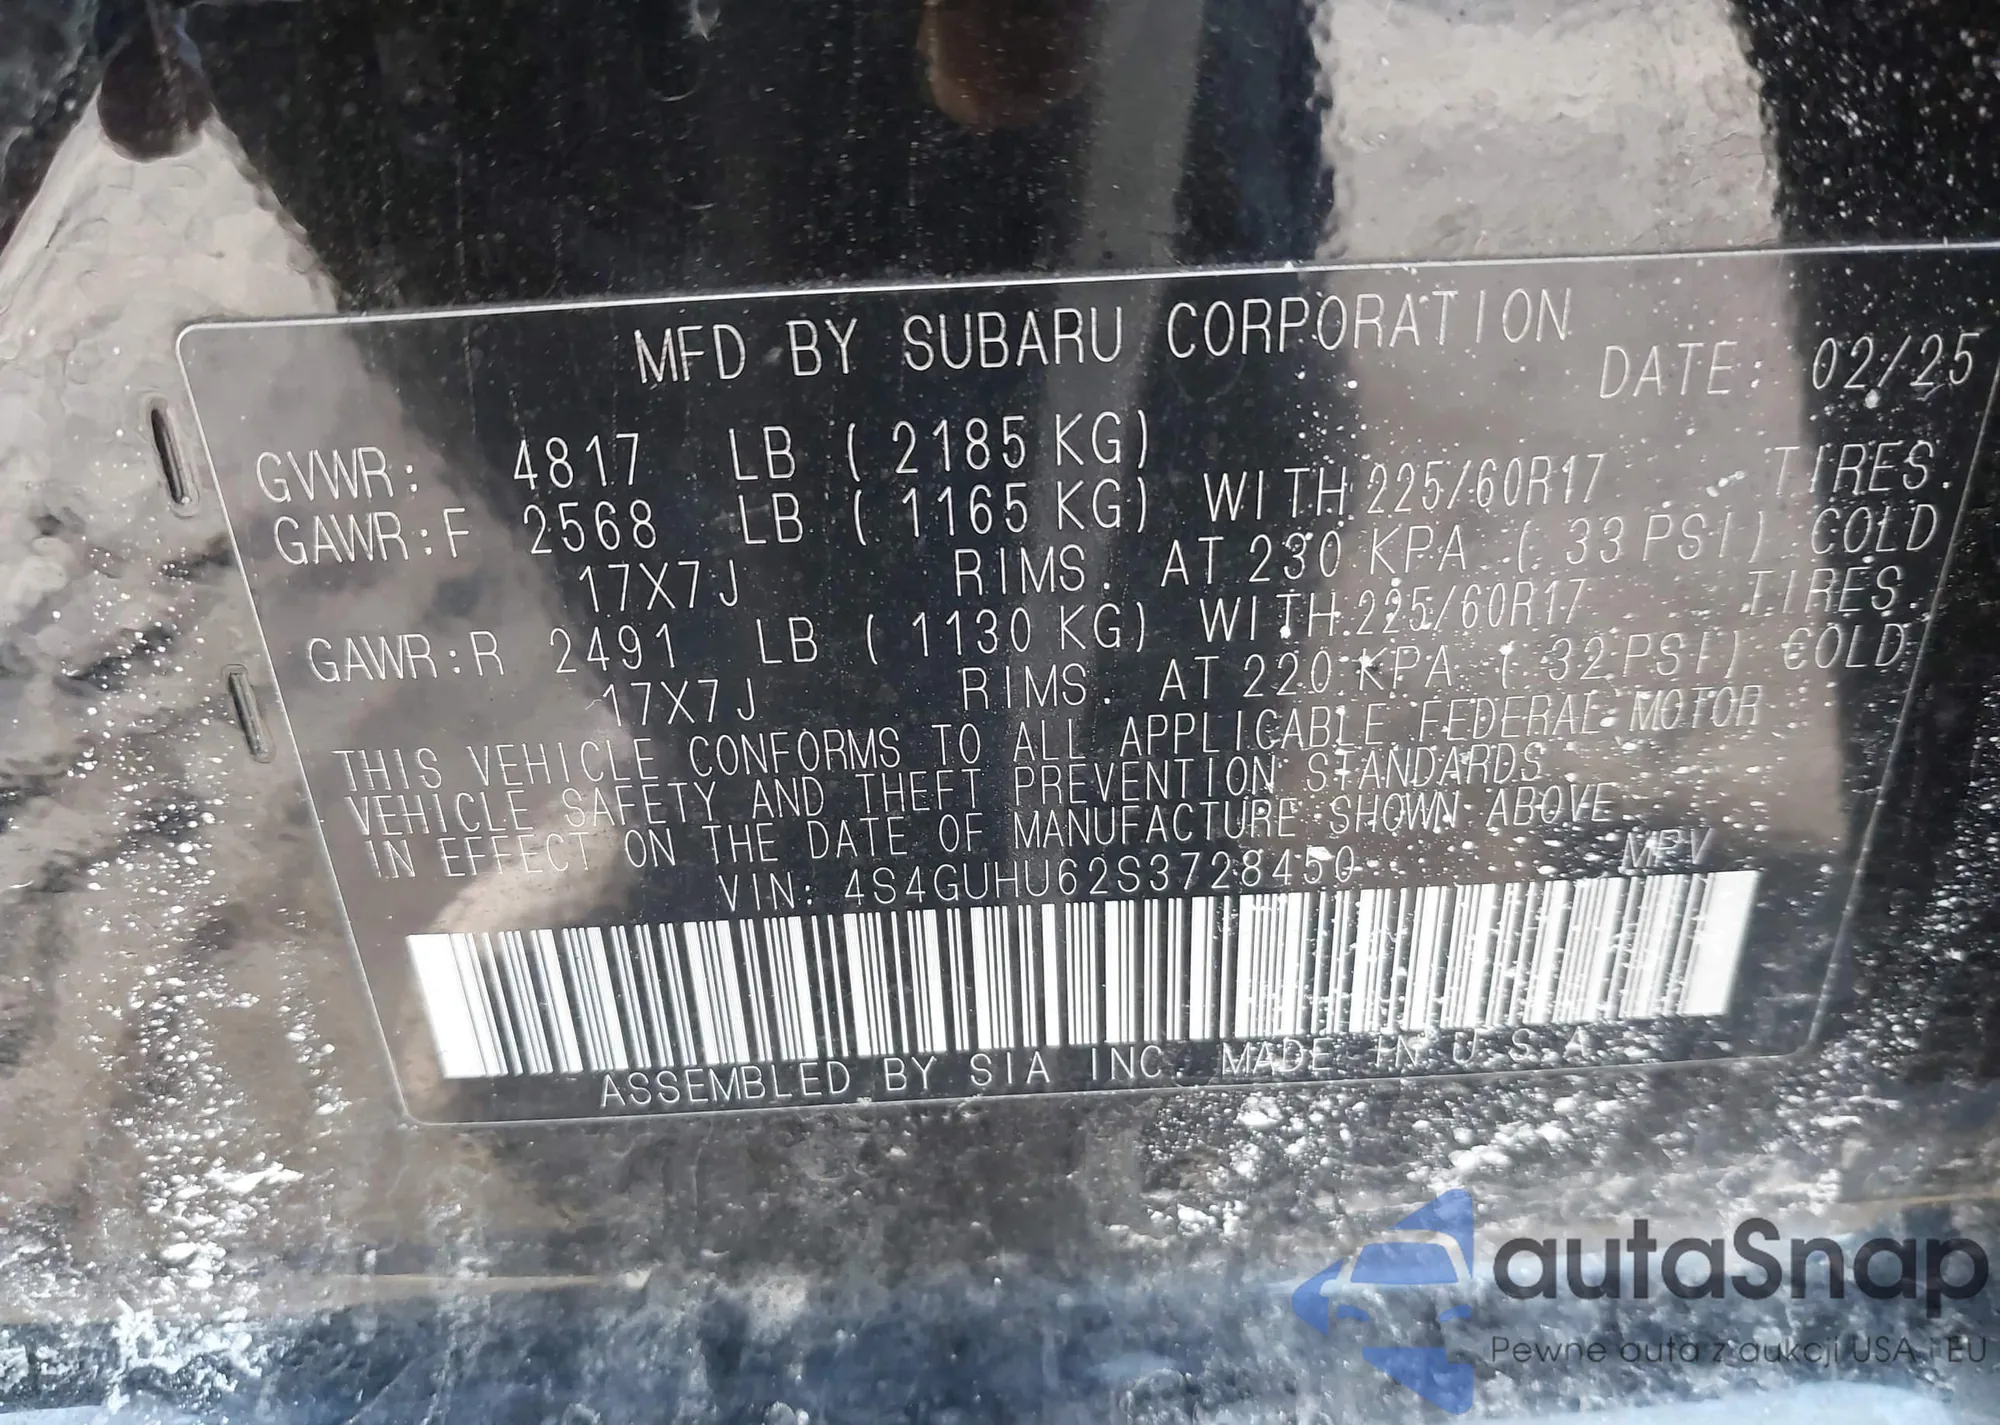 MFD BY SUBARU CORPORATION
DATE: 02/25
GVWR: 4817 LB ( 2185 KG)
GAWR:F 2568 LB ( 1165 KG) WITH 225/60R17 TIRES.
17X7J RIMS. AT 230 KPA ( 33 PSI) COLD
GAWR:R 2491 LB ( 1130 KG) WITH 225/60R17 TIRES.
17X7J RIMS. AT 220 KPA ( 32 PSI) COLD
THIS VEHICLE CONFORMS TO ALL APPLICABLE FEDERAL MOTOR
VEHICLE SAFETY AND THEFT PREVENTION STANDARDS
IN EFFECT ON THE DATE OF MANUFACTURE SHOWN ABOVE
VIN: 4S4GUHU62S3728450 MPV
ASSEMBLED BY SIA INC. MADE IN U.S.A.
autaSnap
Pewne auta z aukcji USA i EU